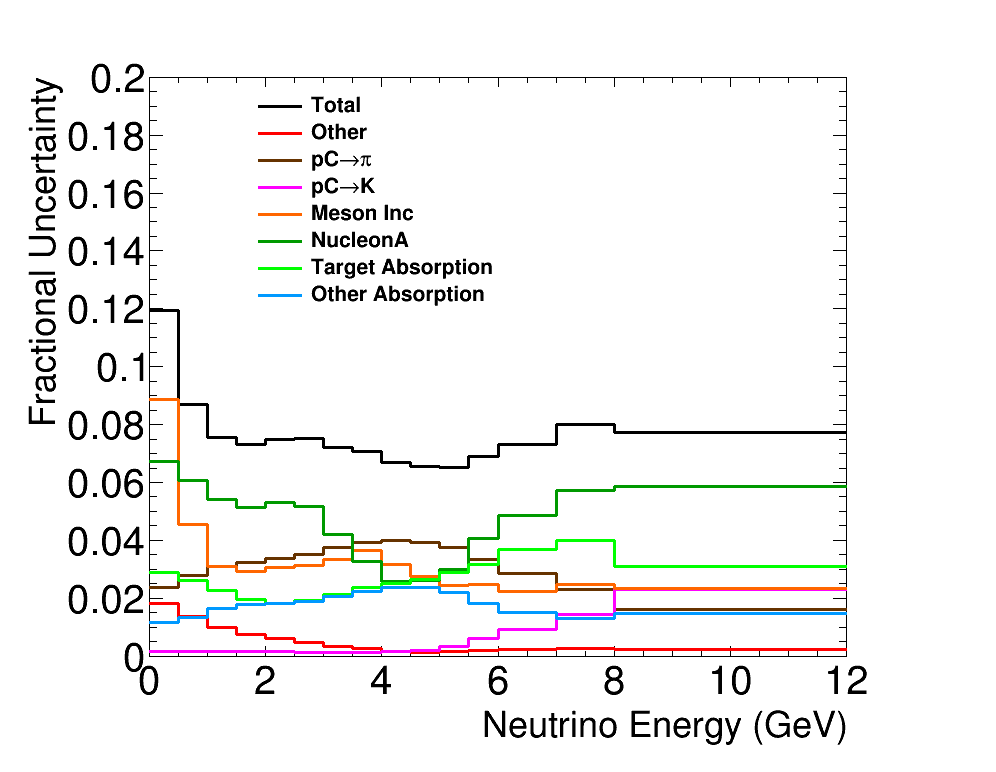 Fractional Uncertainty
0.2
0.18
0.16
0.14
0.12
0.1
0.08
0.06
0.04
0.02
0
Total
Other
pC→π
pC→K
Meson Inc
NucleonA
Target Absorption
Other Absorption
0 2 4 6 8 10 12
Neutrino Energy (GeV)